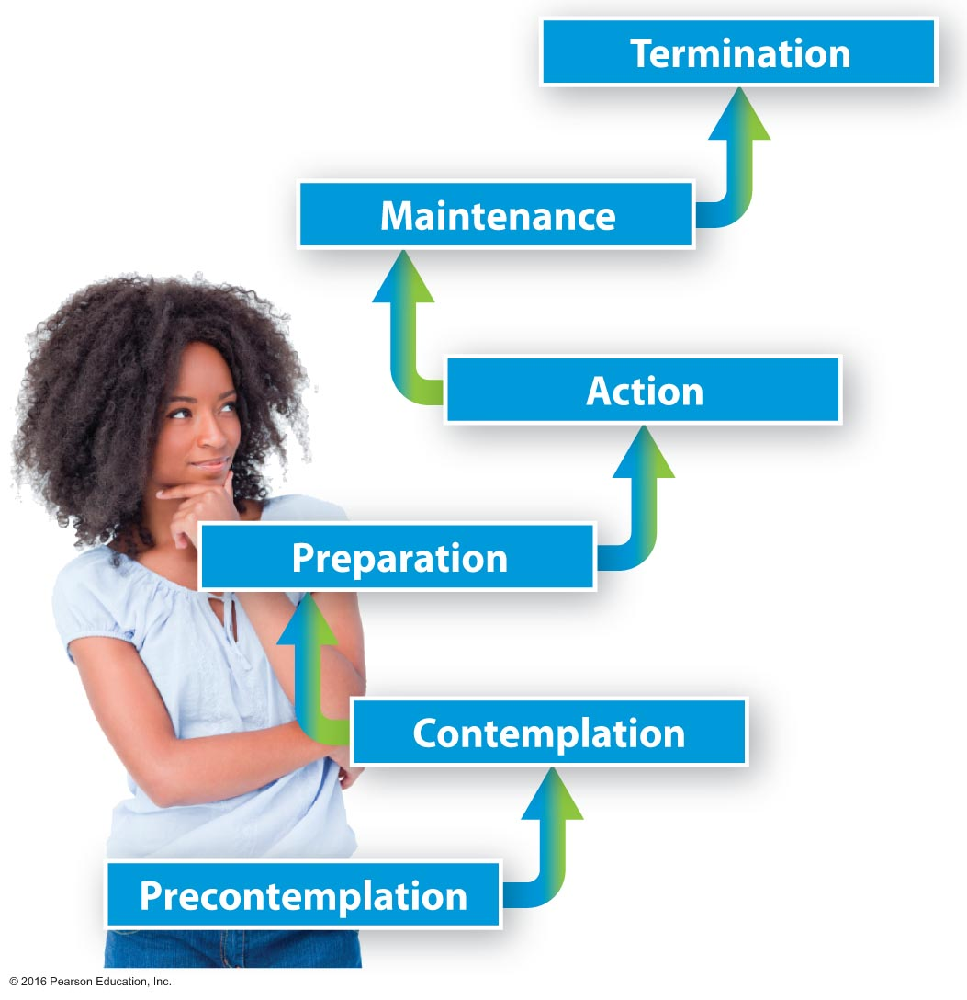 Termination
Maintenance
Action
Preparation
Contemplation
Precontemplation
© 2016 Pearson Education, Inc.